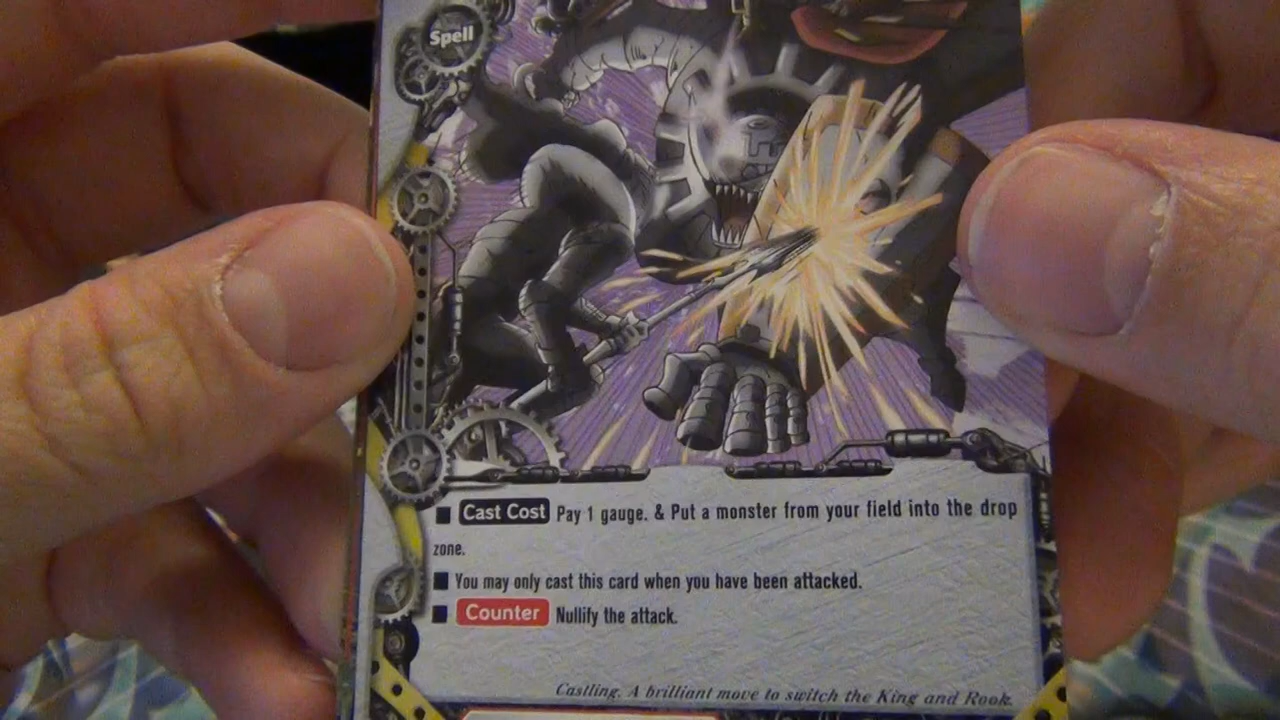 Spell
■ Cast Cost Pay 1 gauge. & Put a monster from your field into the drop
zone.
■ You may only cast this card when you have been attacked.
■ Counter Nullify the attack.
Castling. A brilliant move to switch the King and Rook.